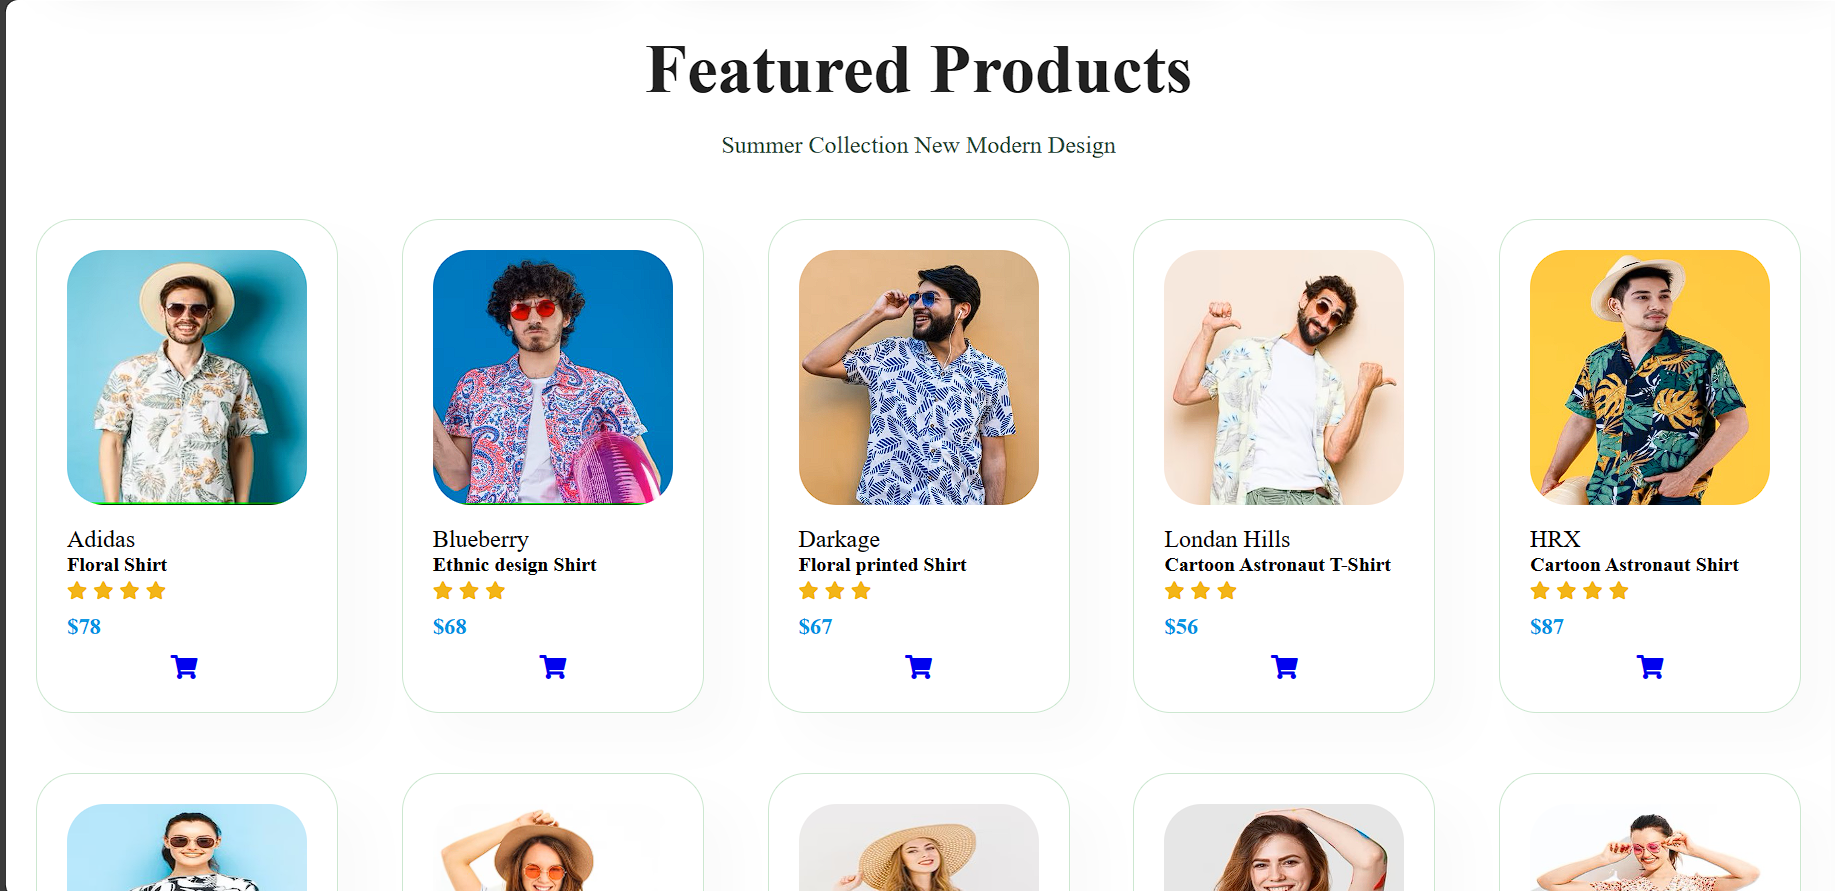 Featured Products
Summer Collection New Modern Design
Adidas
Floral Shirt
$78
Blueberry
Ethnic design Shirt
$68
Darkage
Floral printed Shirt
$67
Londan Hills
Cartoon Astronaut T-Shirt
$56
HRX
Cartoon Astronaut Shirt
$87